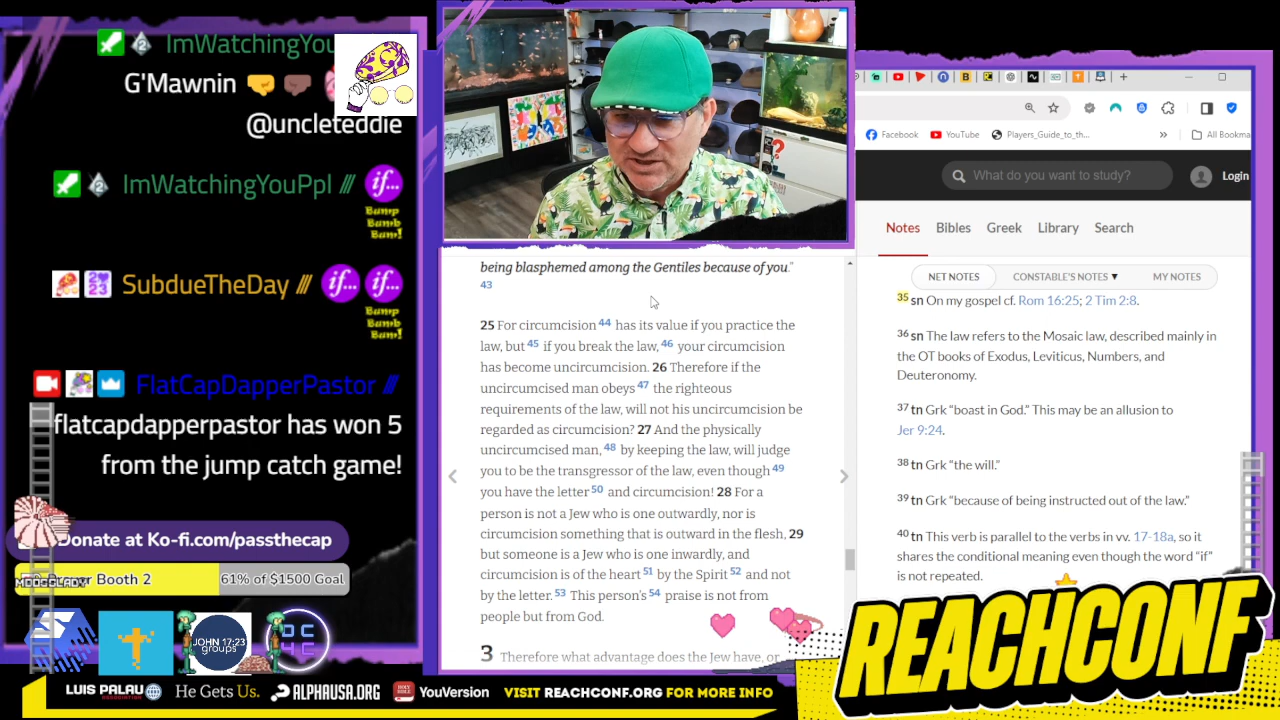 ImWatchingYou
G'Mawnin
@uncleteddie
ImWatchingYouPpl ///
if...
Bump
Bumb
Bam!
2
23
SubdueTheDay ///
if...
if...
Bump
Bumb
Bam!
FlatCapDapperPastor ///
flatcapdapperpastor has won 5
from the jump catch game!
Donate at Ko-fi.com/passthecap
Booth 2
61% of $1500 Goal
MODGLADY
JOHN 17:23
groups
being blasphemed among the Gentiles because of you."
43
25 For circumcision 44 has its value if you practice the
law, but 45 if you break the law, 46 your circumcision
has become uncircumcision. 26 Therefore if the
uncircumcised man obeys 47 the righteous
requirements of the law, will not his uncircumcision be
regarded as circumcision? 27 And the physically
uncircumcised man, 48 by keeping the law, will judge
you to be the transgressor of the law, even though 49
you have the letter 50 and circumcision! 28 For a
person is not a Jew who is one outwardly, nor is
circumcision something that is outward in the flesh, 29
but someone is a Jew who is one inwardly, and
circumcision is of the heart 51 by the Spirit 52 and not
by the letter. 53 This person's 54 praise is not from
people but from God.
3 Therefore what advantage does the Jew have, or
Facebook
YouTube
Players_Guide_to_th...
»
All Bookma
What do you want to study?
Login
Notes Bibles Greek Library Search
NET NOTES CONSTABLE'S NOTES ▼ MY NOTES
35 sn On my gospel cf. Rom 16:25; 2 Tim 2:8.
36 sn The law refers to the Mosaic law, described mainly in
the OT books of Exodus, Leviticus, Numbers, and
Deuteronomy.
37 tn Grk "boast in God." This may be an allusion to
Jer 9:24.
38 tn Grk "the will."
39 tn Grk "because of being instructed out of the law."
40 tn This verb is parallel to the verbs in vv. 17-18a, so it
shares the conditional meaning even though the word "if"
is not repeated.
REACHCONF
LUIS PALAU
He Gets Us.
ALPHAUSA.ORG
HOLY BIBLE
YouVersion
VISIT REACHCONF.ORG FOR MORE INFO